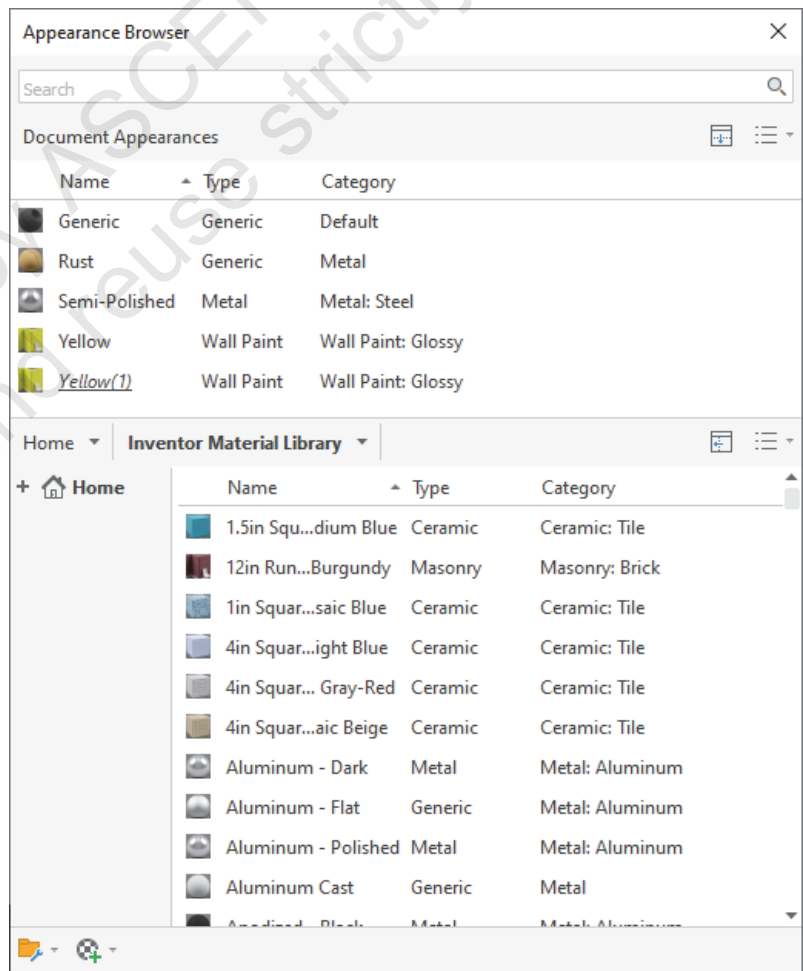 Appearance Browser
Search
Document Appearances
Name Type Category
Generic Generic Default
Rust Generic Metal
Semi-Polished Metal Metal: Steel
Yellow Wall Paint Wall Paint: Glossy
Yellow(1) Wall Paint Wall Paint: Glossy
Home Inventor Material Library
+ Home Name Type Category
1.5in Squ...dium Blue Ceramic Ceramic: Tile
12in Run...Burgundy Masonry Masonry: Brick
1in Squar...saic Blue Ceramic Ceramic: Tile
4in Squar...ight Blue Ceramic Ceramic: Tile
4in Squar... Gray-Red Ceramic Ceramic: Tile
4in Squar...aic Beige Ceramic Ceramic: Tile
Aluminum - Dark Metal Metal: Aluminum
Aluminum - Flat Generic Metal: Aluminum
Aluminum - Polished Metal Metal: Aluminum
Aluminum Cast Generic Metal
by ASCE
nd reuse strictly